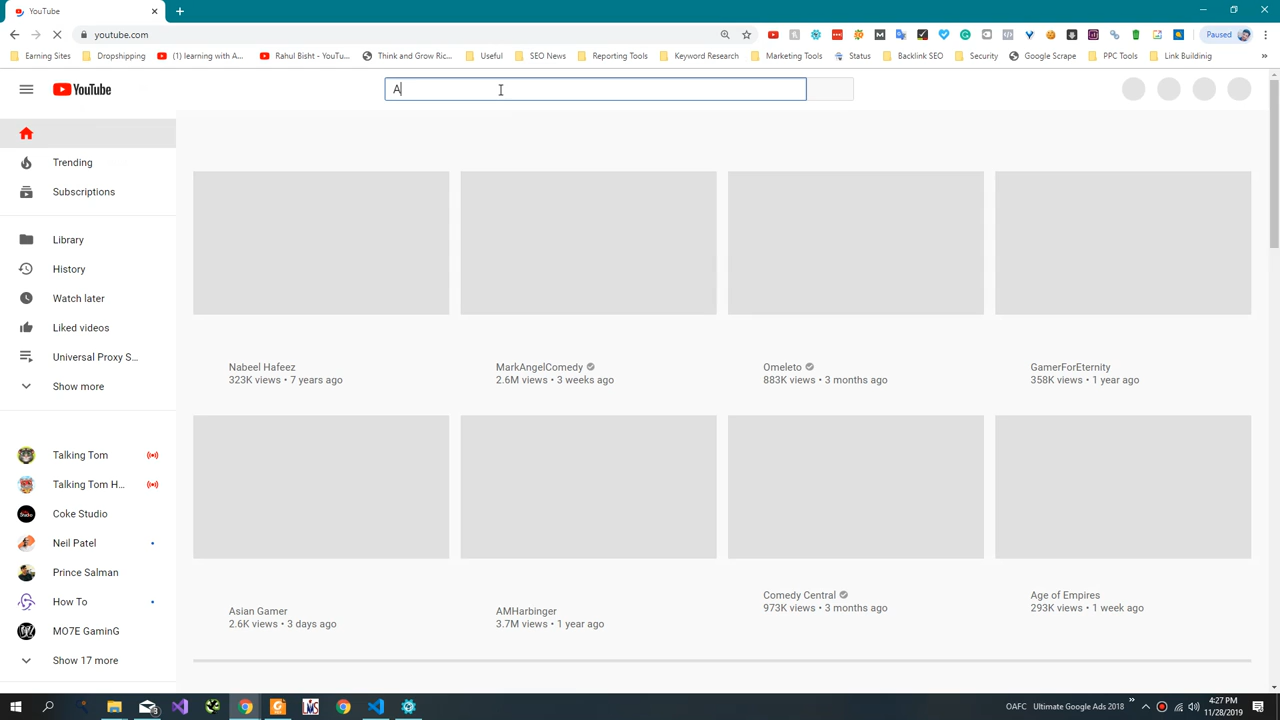 YouTube
youtube.com
Paused
Earning Sites
Dropshipping
(1) learning with A...
Rahul Bisht - YouTu...
Think and Grow Ric...
Useful
SEO News
Reporting Tools
Keyword Research
Marketing Tools
Status
Backlink SEO
Security
Google Scrape
PPC Tools
Link Building
YouTube
A
Trending
Subscriptions
Library
History
Watch later
Liked videos
Universal Proxy S...
Show more
Nabeel Hafeez
323K views • 7 years ago
MarkAngelComedy
2.6M views • 3 weeks ago
Omeleto
883K views • 3 months ago
GamerForEternity
358K views • 1 year ago
Talking Tom
Talking Tom H...
Coke Studio
Neil Patel
Prince Salman
How To
MO7E GaminG
Show 17 more
Asian Gamer
2.6K views • 3 days ago
AMHarbinger
3.7M views • 1 year ago
Comedy Central
973K views • 3 months ago
Age of Empires
293K views • 1 week ago
OAFC
Ultimate Google Ads 2018
4:27 PM
11/28/2019